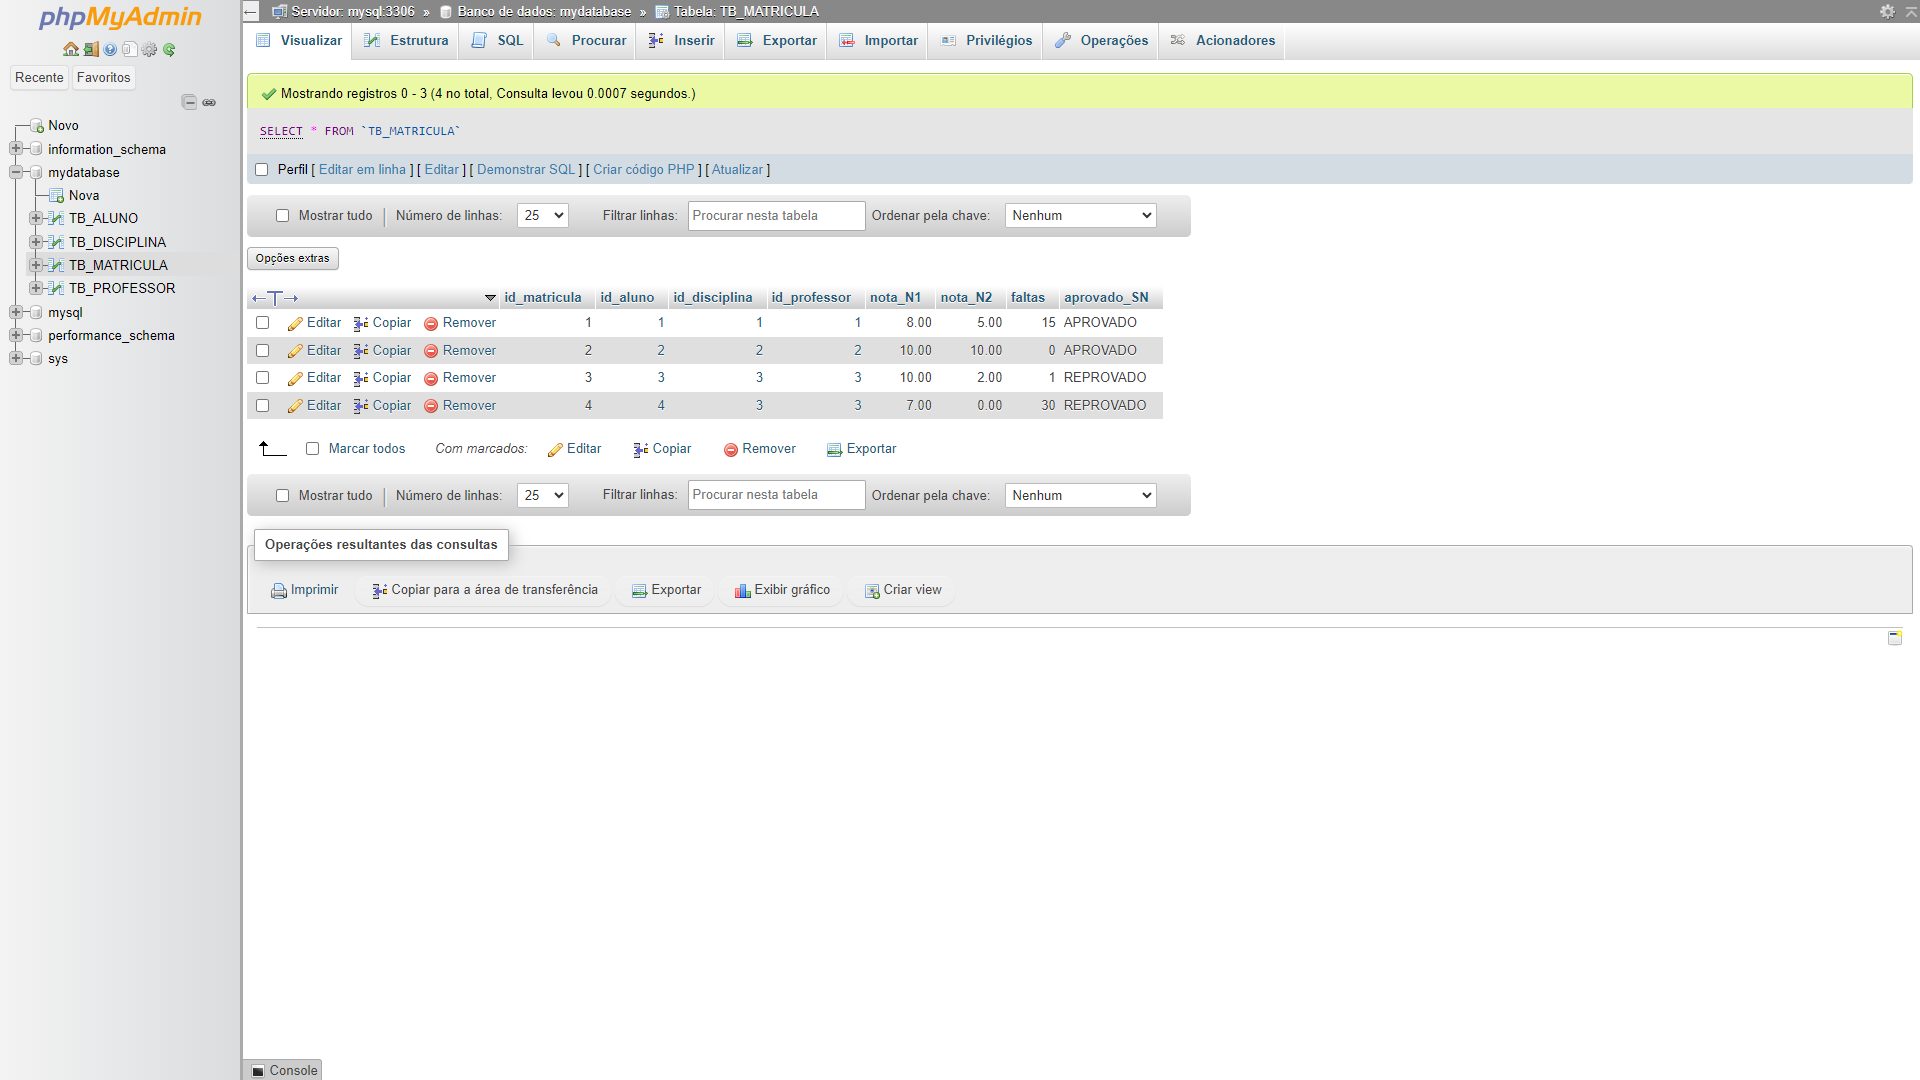 phpMyAdmin
Recente Favoritos
Novo
information_schema
mydatabase
Nova
TB_ALUNO
TB_DISCIPLINA
TB_MATRICULA
TB_PROFESSOR
mysql
performance_schema
sys
Servidor: mysql:3306 » Banco de dados: mydatabase » Tabela: TB_MATRICULA
Visualizar Estrutura SQL Procurar Inserir Exportar Importar Privilégios Operações Acionadores
Mostrando registros 0 - 3 (4 no total, Consulta levou 0.0007 segundos.)
SELECT * FROM `TB_MATRICULA`
Perfil [ Editar em linha ] [ Editar ] [ Demonstrar SQL ] [ Criar código PHP ] [ Atualizar ]
Mostrar tudo | Número de linhas: 25 Filtrar linhas: Procurar nesta tabela Ordenar pela chave: Nenhum
Opções extras
←T→ id_matricula id_aluno id_disciplina id_professor nota_N1 nota_N2 faltas aprovado_SN
Editar Copiar Remover 1 1 1 1 8.00 5.00 15 APROVADO
Editar Copiar Remover 2 2 2 2 10.00 10.00 0 APROVADO
Editar Copiar Remover 3 3 3 3 10.00 2.00 1 REPROVADO
Editar Copiar Remover 4 4 3 3 7.00 0.00 30 REPROVADO
Marcar todos Com marcados: Editar Copiar Remover Exportar
Mostrar tudo | Número de linhas: 25 Filtrar linhas: Procurar nesta tabela Ordenar pela chave: Nenhum
Operações resultantes das consultas
Imprimir Copiar para a área de transferência Exportar Exibir gráfico Criar view
Console